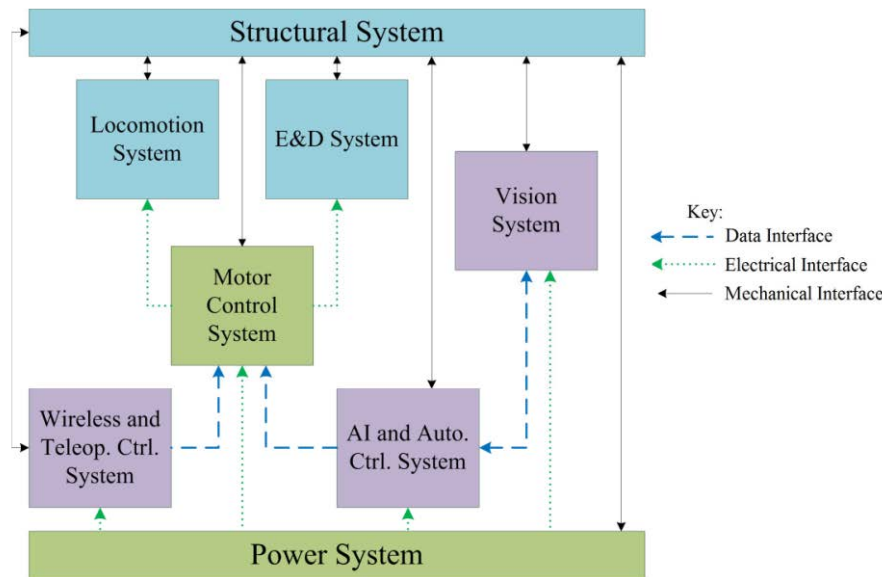 Structural System
Locomotion
System
E&D System
Vision
System
Key:
Data Interface
Electrical Interface
Mechanical Interface
Motor
Control
System
Wireless and
Teleop. Ctrl.
System
AI and Auto.
Ctrl. System
Power System